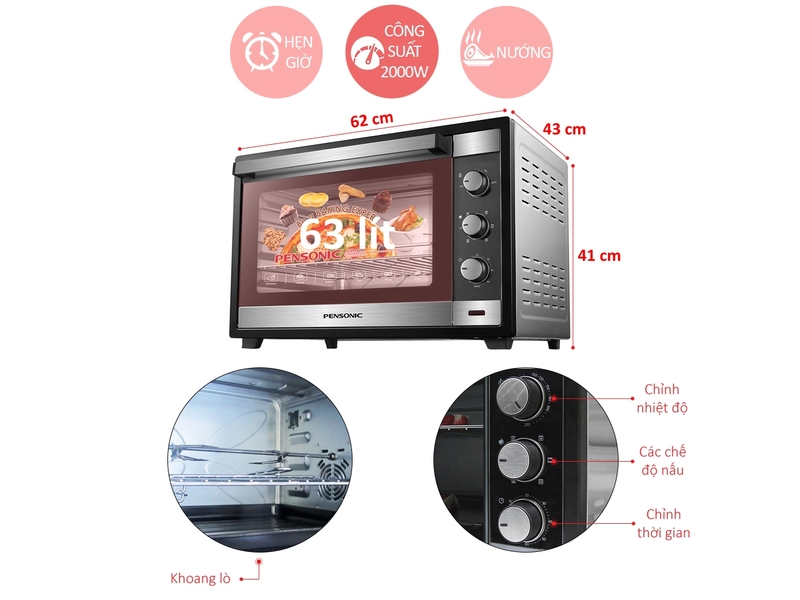 HẸN
GIỜ
CÔNG
SUẤT
2000W
NƯỚNG
62 cm
43 cm
41 cm
63 lít
PENSONIC
PENSONIC
Chỉnh
nhiệt độ
Các chế
độ nấu
Chỉnh
thời gian
Khoang lò